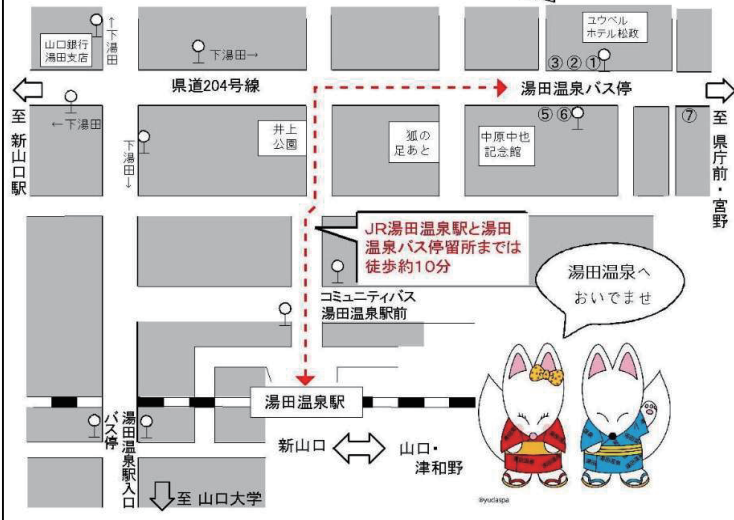 ↑下湯田
山口銀行
湯田支店
下湯田→
ユウベル
ホテル松政
③②①
県道204号線
湯田温泉バス停
至 新山口駅
←下湯田
下湯田→
井上
公園
狐の
足あと
中原中也
記念館
⑤⑥
⑦
至 県庁前・宮野
JR湯田温泉駅と湯田
温泉バス停留所までは
徒歩約10分
湯田温泉へ
おいでませ
コミュニティバス
湯田温泉駅前
湯田温泉駅
湯田温泉駅入口
バス停
新山口
山口・
津和野
至 山口大学
©yudaspa